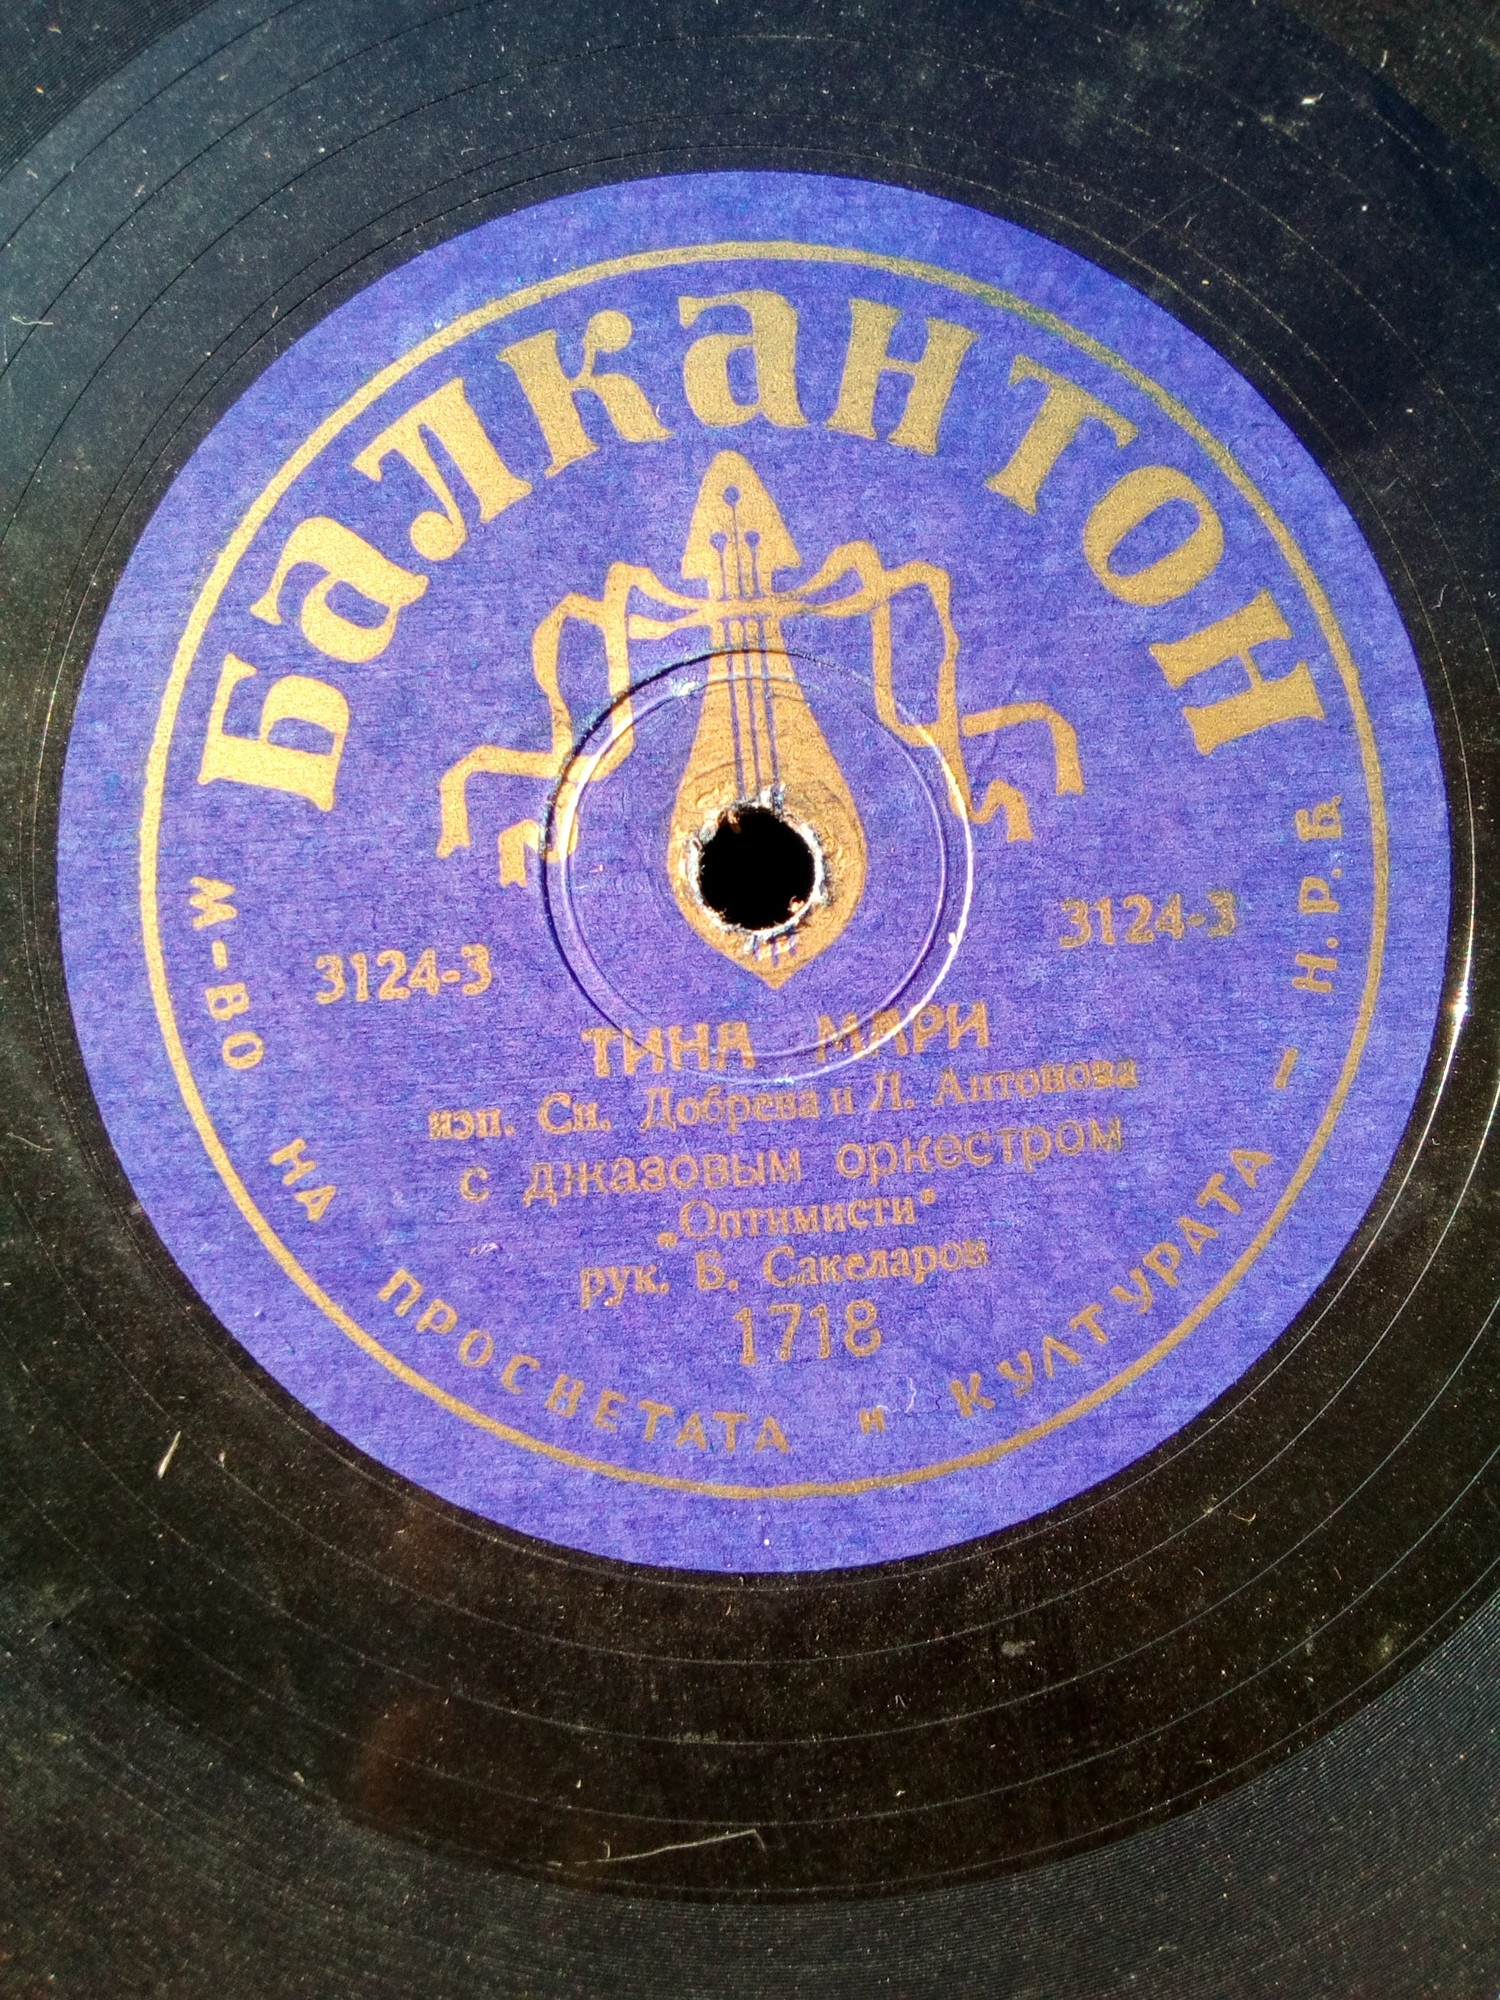 Балкантон
3124-3
3124-3
ТИНА МАРИ
изп. Сн. Добрева и Л. Антонова
с джазовым оркестром
„Оптимисти“
рук. Б. Сакеларов
1718
М-ВО НА ПРОСВЕТАТА и КУЛТУРАТА — Н.Р.Б